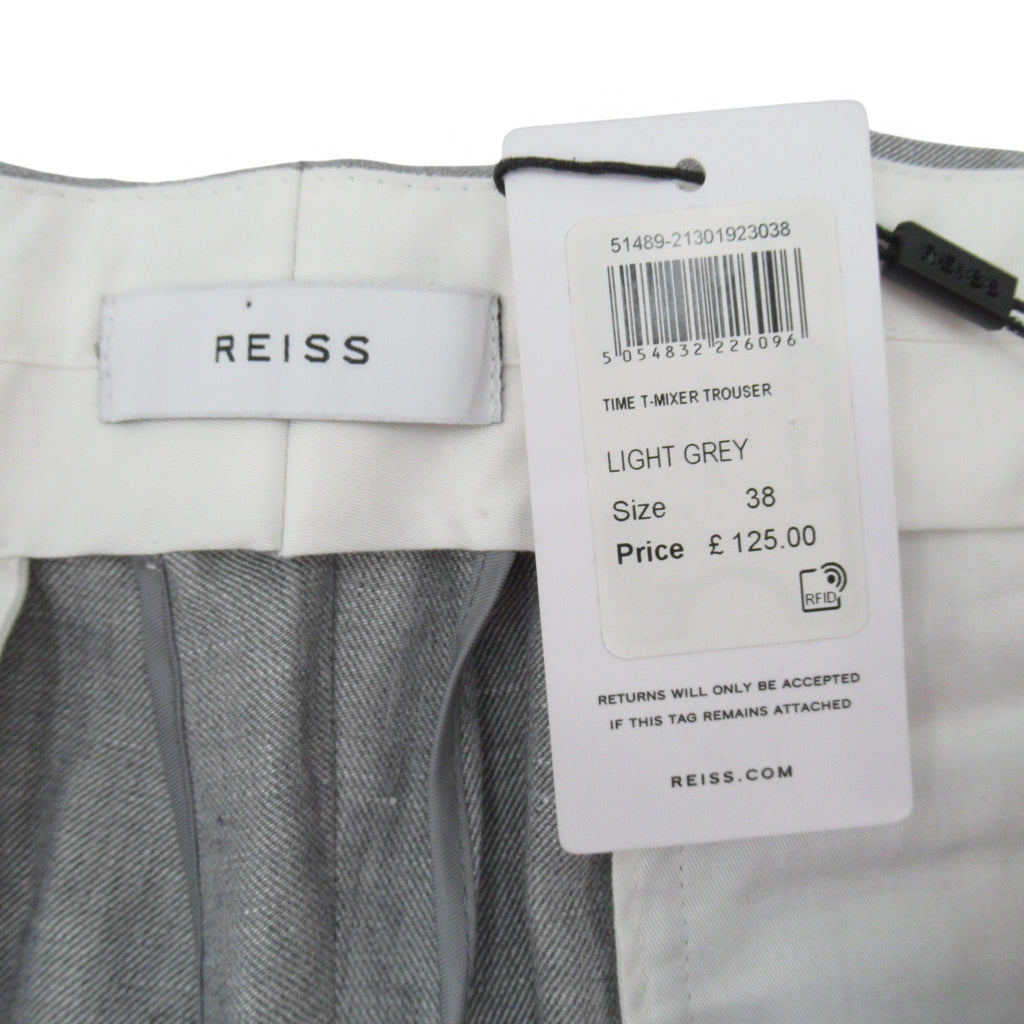 REISS
51489-21301923038
5 054832 226096
TIME T-MIXER TROUSER
LIGHT GREY
Size 38
Price £ 125.00
RFID
RETURNS WILL ONLY BE ACCEPTED
IF THIS TAG REMAINS ATTACHED
REISS.COM
REISS